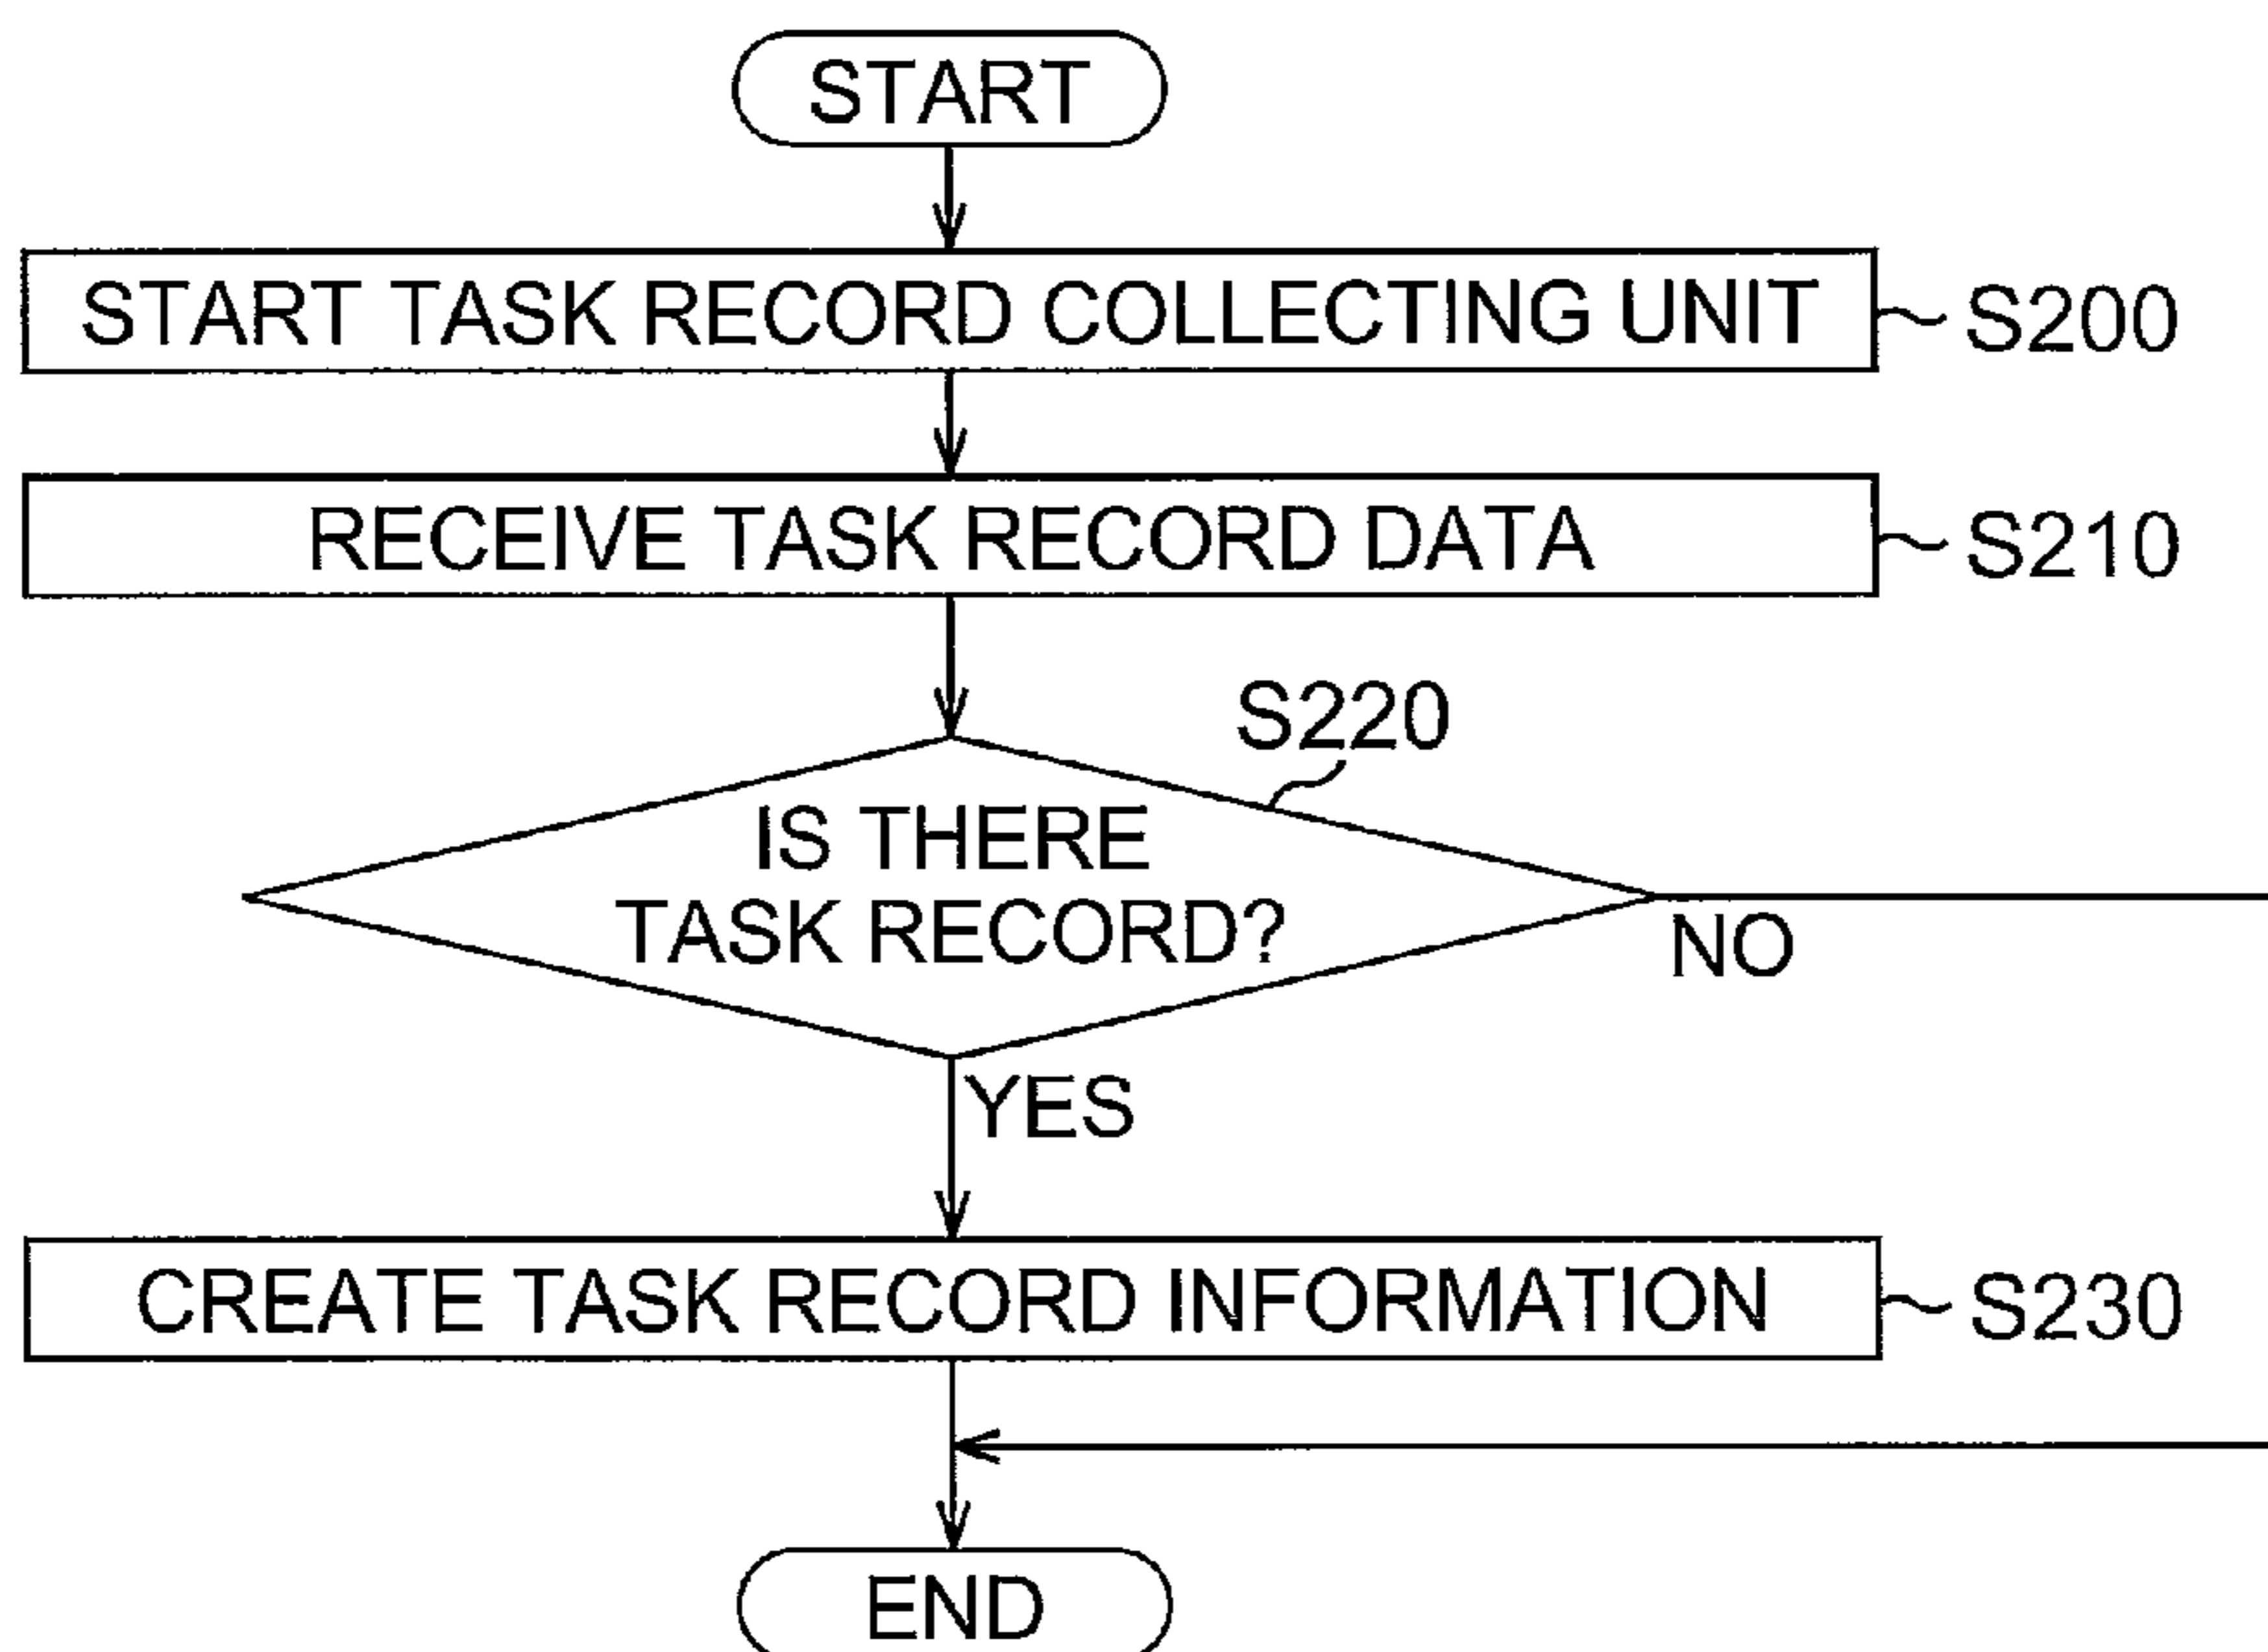 START
START TASK RECORD COLLECTING UNIT
S200
RECEIVE TASK RECORD DATA
S210
S220
IS THERE
TASK RECORD?
NO
YES
CREATE TASK RECORD INFORMATION
S230
END